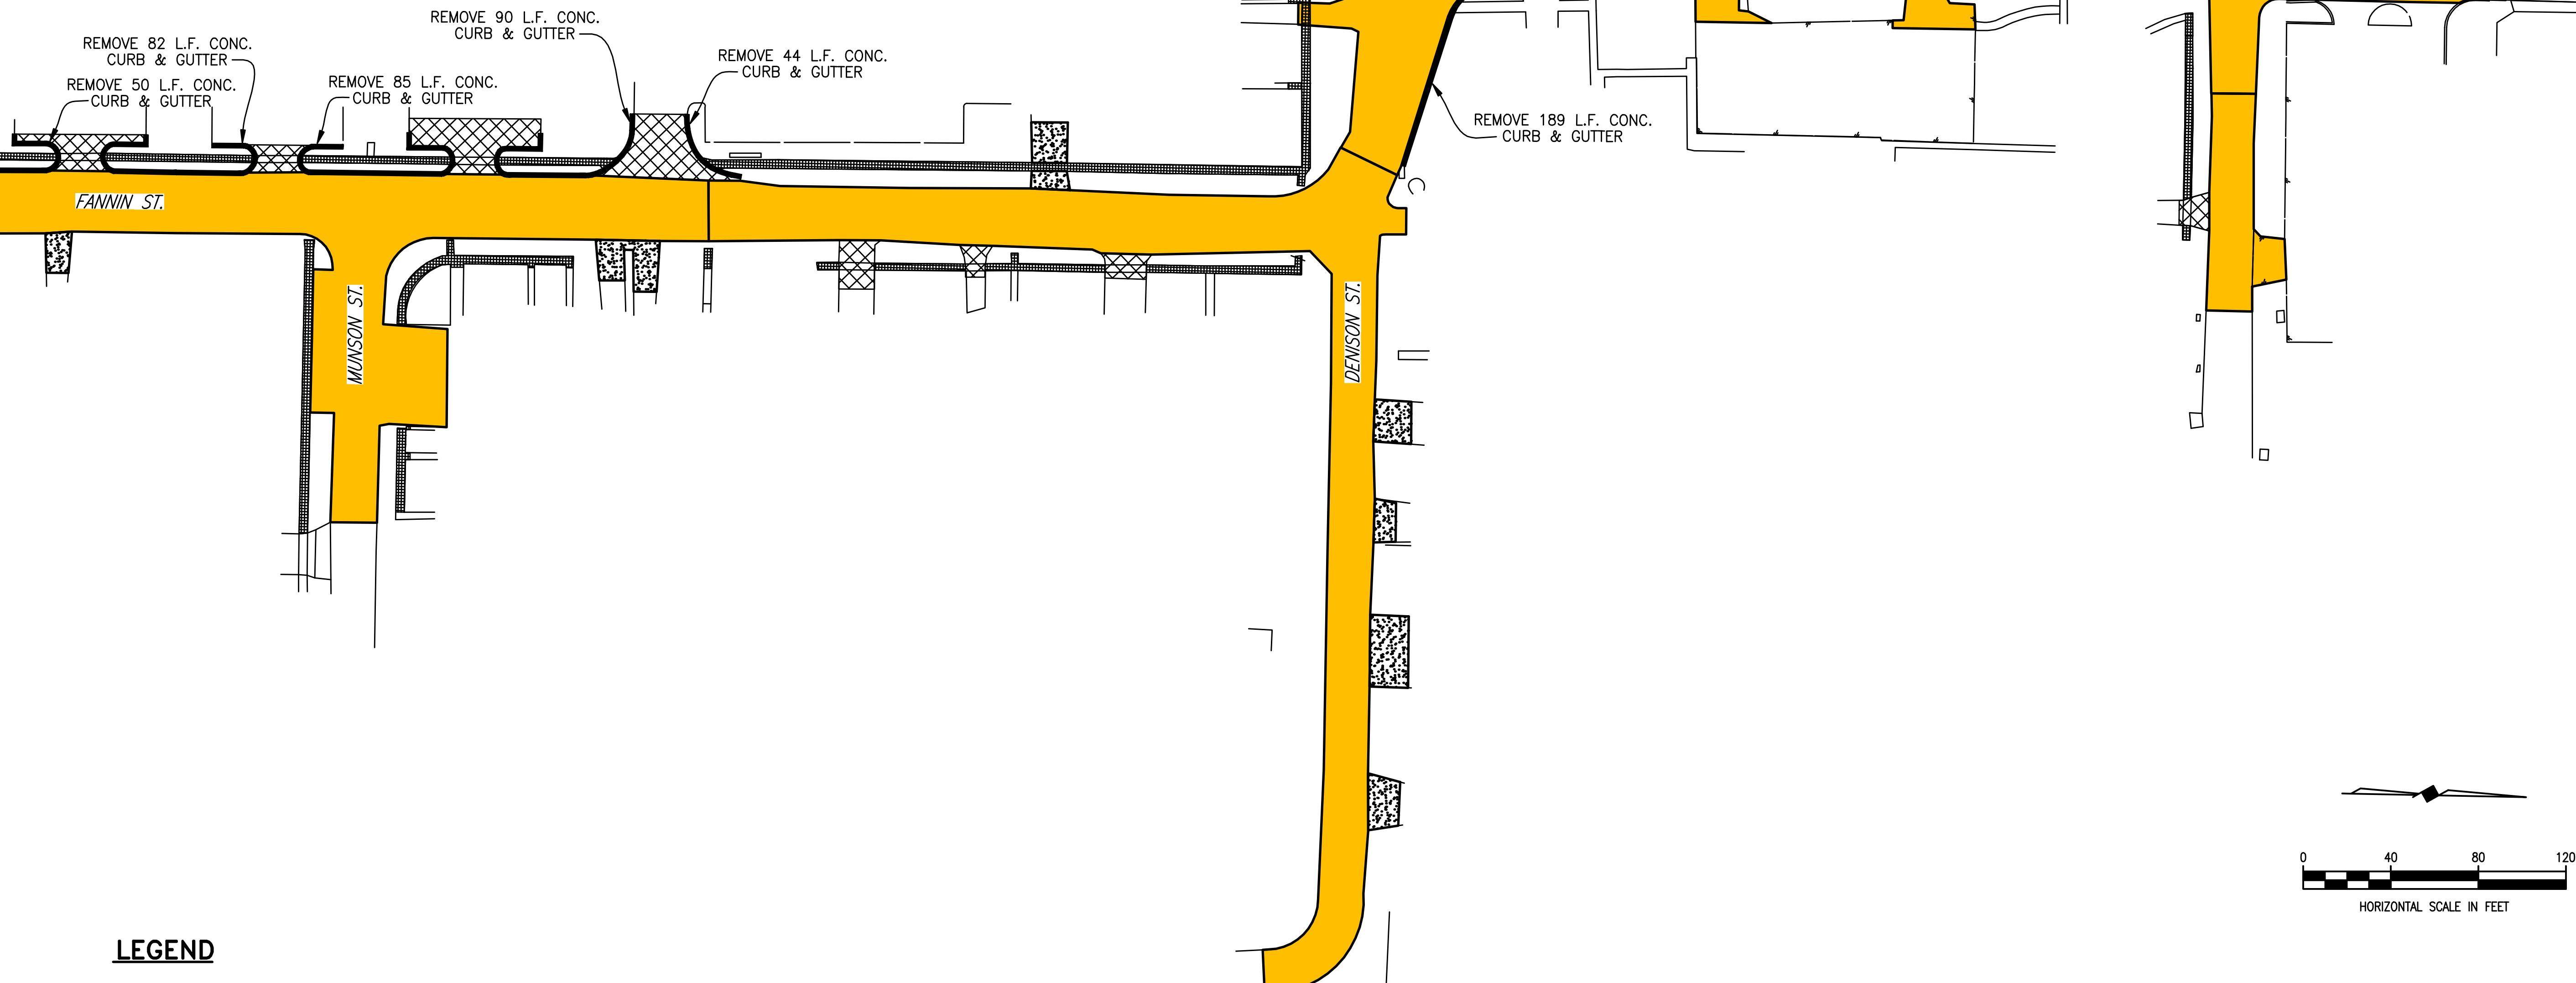 REMOVE 90 L.F. CONC.
CURB & GUTTER
REMOVE 82 L.F. CONC.
CURB & GUTTER
REMOVE 44 L.F. CONC.
CURB & GUTTER
REMOVE 50 L.F. CONC.
CURB & GUTTER
REMOVE 85 L.F. CONC.
CURB & GUTTER
REMOVE 189 L.F. CONC.
CURB & GUTTER
FANNIN ST.
MUNSON ST.
DENISON ST.
0 40 80 120
HORIZONTAL SCALE IN FEET
LEGEND